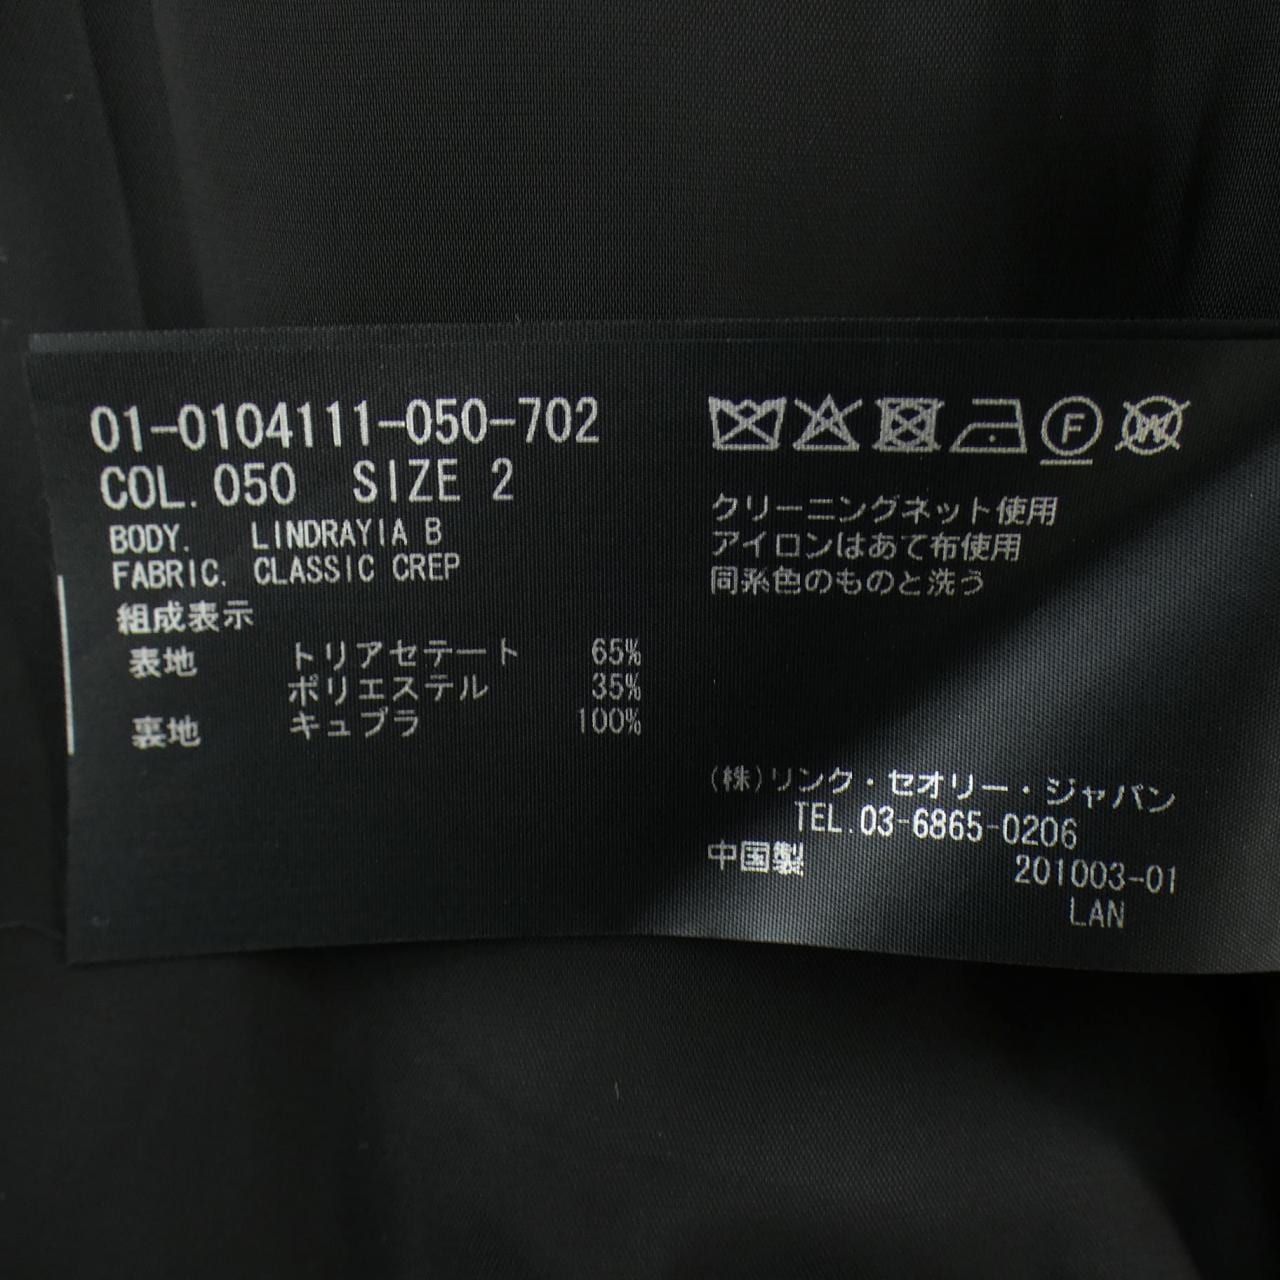 01-0104111-050-702
COL. 050 SIZE 2
BODY. LINDRAYIA B
FABRIC. CLASSIC CREP
組成表示
表地 トリアセテート 65%
ポリエステル 35%
裏地 キュプラ 100%
F W
クリーニングネット使用
アイロンはあて布使用
同系色のものと洗う
(株)リンク・セオリー・ジャパン
TEL.03-6865-0206
中国製 201003-01
LAN